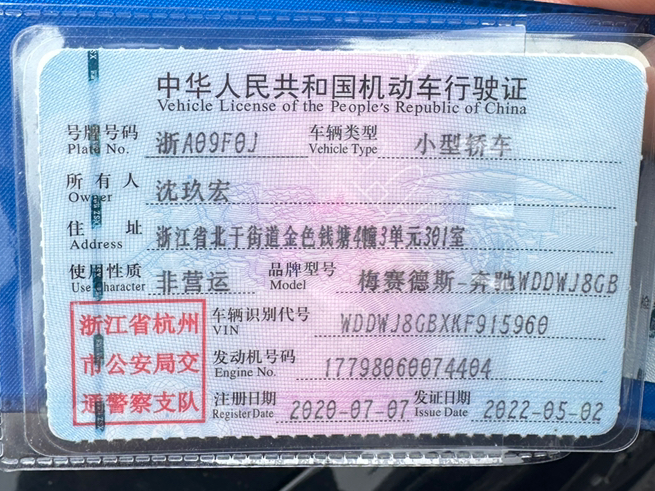 中华人民共和国机动车行驶证
Vehicle License of the People's Republic of China
号牌号码 浙A09F0J 车辆类型 小型轿车
Plate No. Vehicle Type
所有人 沈玖宏
Owner
住址 浙江省北干街道金色钱塘4幢3单元301室
Address
使用性质 非营运 品牌型号 梅赛德斯-奔驰WDDWJ8GB
Use Character Model
浙江省杭州
市公安局交
通警察支队
车辆识别代号 WDDWJ8GBXKF915960
VIN
发动机号码 17798060074404
Engine No.
注册日期 2020-07-07 发证日期 2022-05-02
Register Date Issue Date